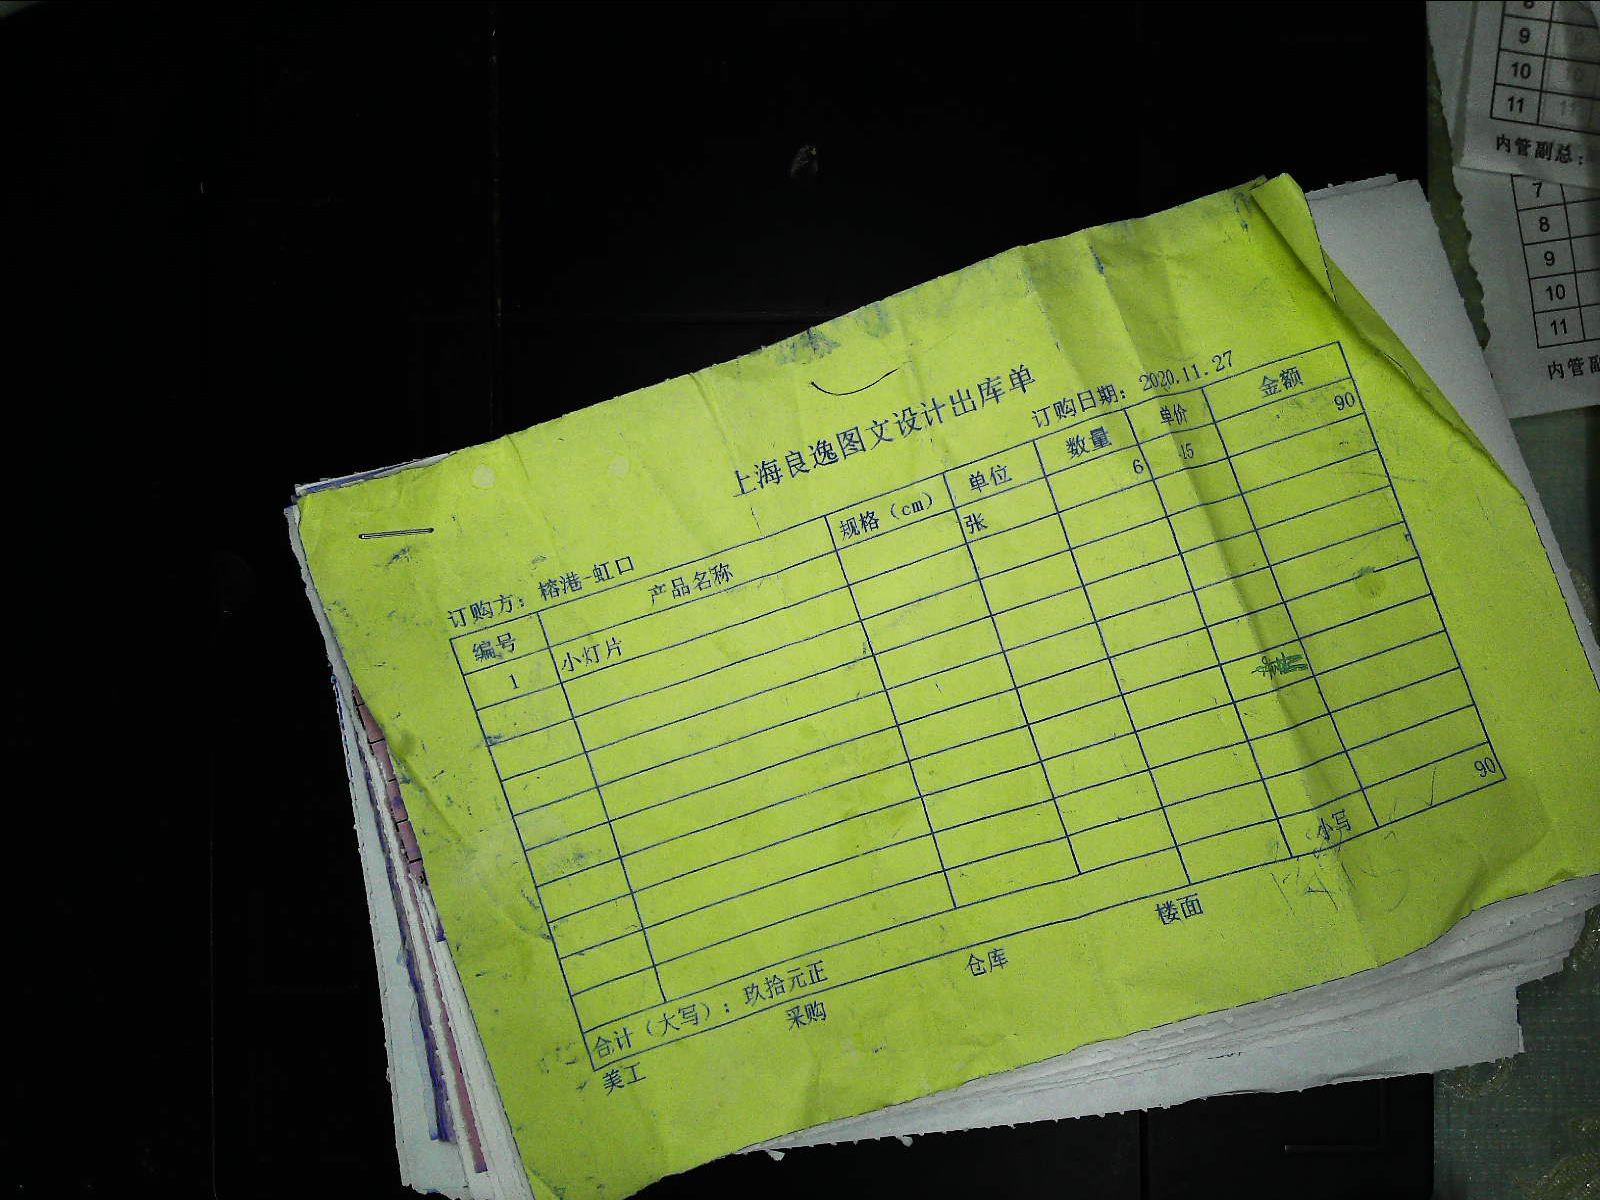 上海良逸图文设计出库单
订购方：榕港-虹口 订购日期：2020.11.27
编号 产品名称 规格（cm） 单位 数量 单价 金额
1 小灯片 张 6 15 90
合计（大写）：玖拾元正 小写 90
美工 采购 仓库 楼面
8
9
10
11
内管副总：
7
8
9
10
11
内管副